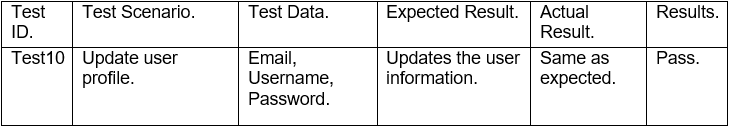 Test ID. Test Scenario. Test Data. Expected Result. Actual Result. Results.
Test10 Update user profile. Email, Username, Password. Updates the user information. Same as expected. Pass.